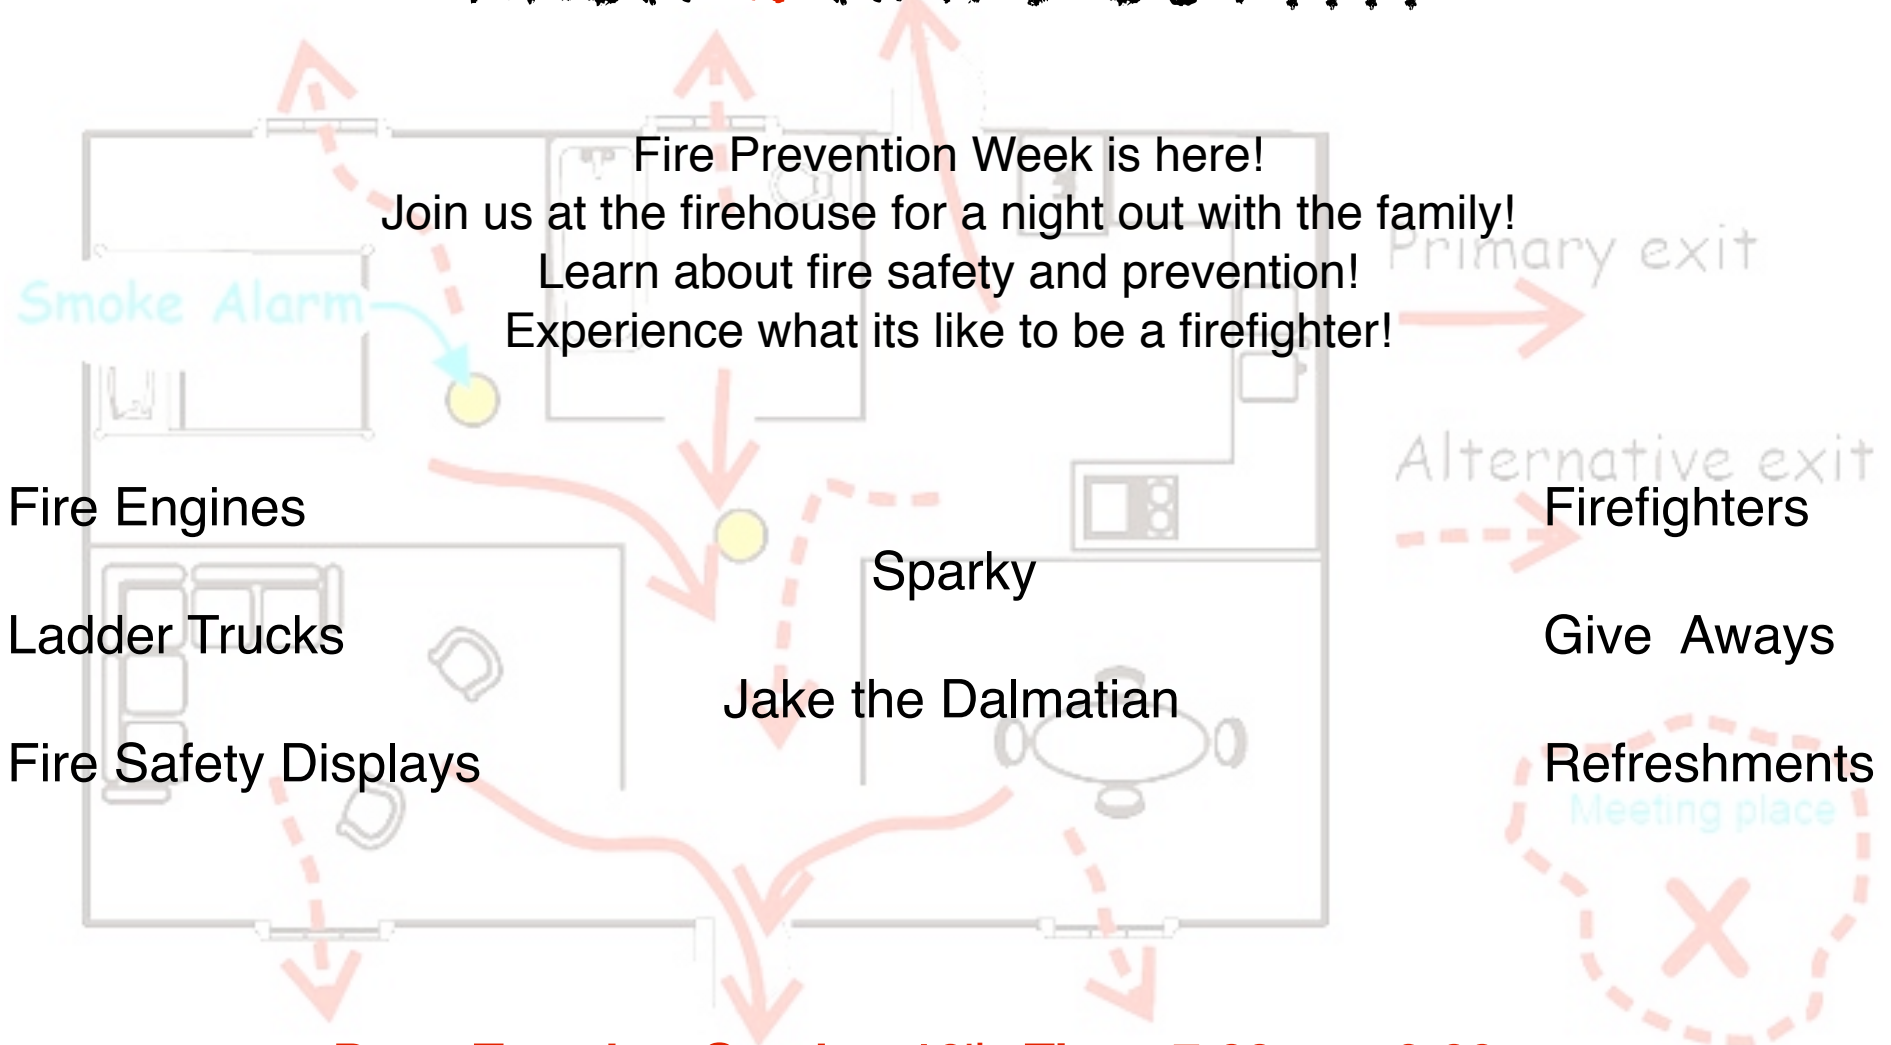 Fire Prevention Week is here!
Join us at the firehouse for a night out with the family!
Learn about fire safety and prevention!
Experience what its like to be a firefighter!
Primary exit
Smoke Alarm
Alternative exit
Fire Engines
Firefighters
Sparky
Ladder Trucks
Give Aways
Jake the Dalmatian
Fire Safety Displays
Refreshments
Meeting place